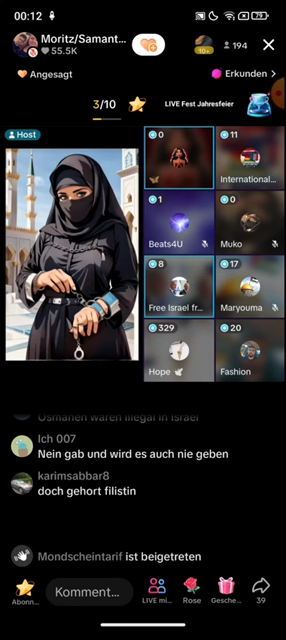 00:12
79
Moritz/Samant...
55.5K
10+
194
Angesagt
Erkunden >
3/10
LIVE Fest Jahresfeier
Host
0
11
International...
1
Beats4U
0
Muko
8
Free Israel fr...
17
Maryouma
329
Hope
20
Fashion
Osmanen waren illegal in Israel
Ich 007
Nein gab und wird es auch nie geben
karimsabbar8
doch gehort filistin
Mondscheintarif ist beigetreten
Abonn...
Komment...
LIVE mi...
Rose
Gesche...
39